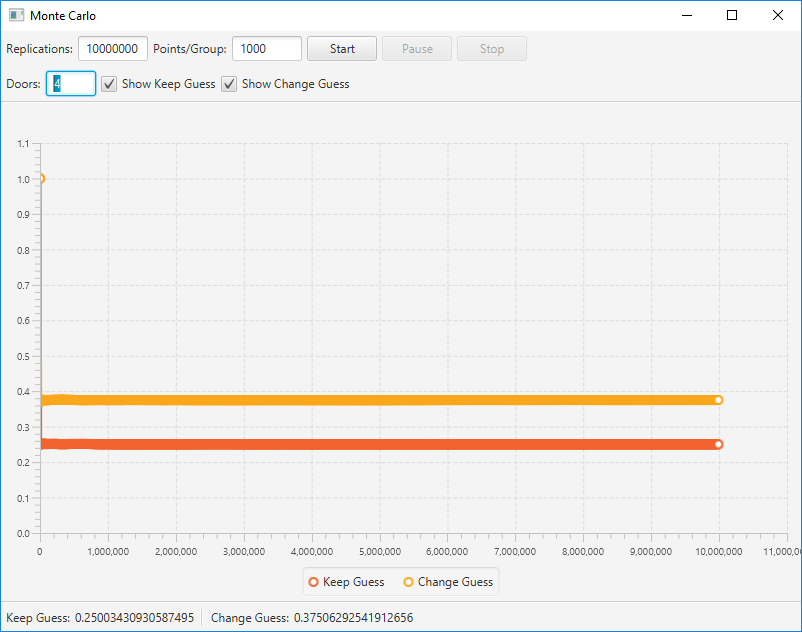 Monte Carlo
Replications: 10000000 Points/Group: 1000 Start Pause Stop
Doors: 4 Show Keep Guess Show Change Guess
1.1
1.0
0.9
0.8
0.7
0.6
0.5
0.4
0.3
0.2
0.1
0.0
0 1,000,000 2,000,000 3,000,000 4,000,000 5,000,000 6,000,000 7,000,000 8,000,000 9,000,000 10,000,000 11,000,0
Keep Guess Change Guess
Keep Guess: 0.25003430930587495 Change Guess: 0.37506292541912656